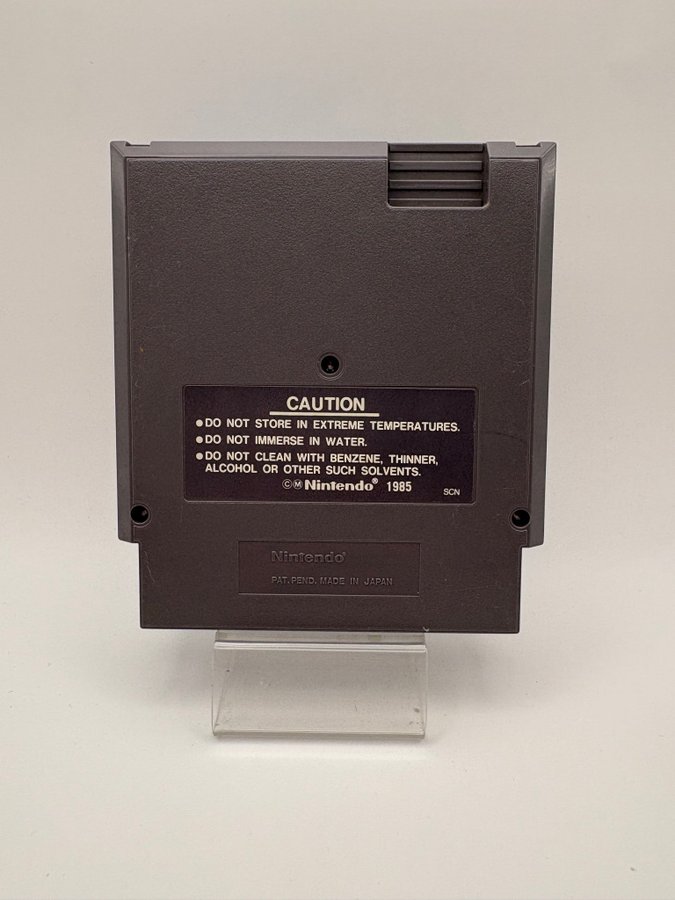 CAUTION
●DO NOT STORE IN EXTREME TEMPERATURES.
●DO NOT IMMERSE IN WATER.
●DO NOT CLEAN WITH BENZENE, THINNER,
ALCOHOL OR OTHER SUCH SOLVENTS.
©Ⓜ Nintendo® 1985
SCN
Nintendo®
PAT. PEND. MADE IN JAPAN